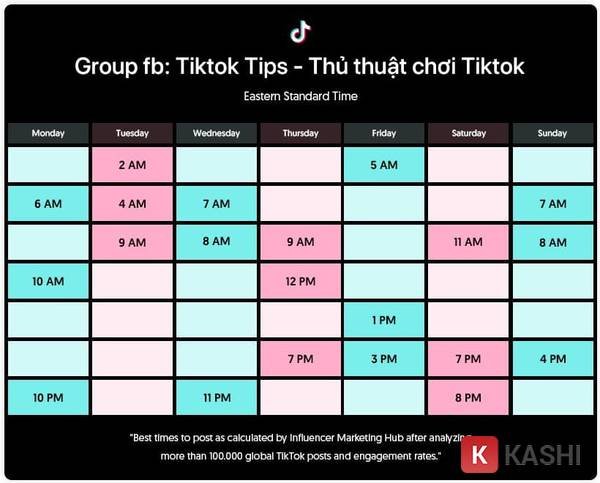 Group fb: Tiktok Tips - Thủ thuật chơi Tiktok
Eastern Standard Time
Monday Tuesday Wednesday Thursday Friday Saturday Sunday
2 AM 5 AM
6 AM 4 AM 7 AM 7 AM
9 AM 8 AM 9 AM 11 AM 8 AM
10 AM 12 PM
1 PM
7 PM 3 PM 7 PM 4 PM
10 PM 11 PM 8 PM
"Best times to post as calculated by Influencer Marketing Hub after analyzing
more than 100.000 global TikTok posts and engagement rates."
K KASHI